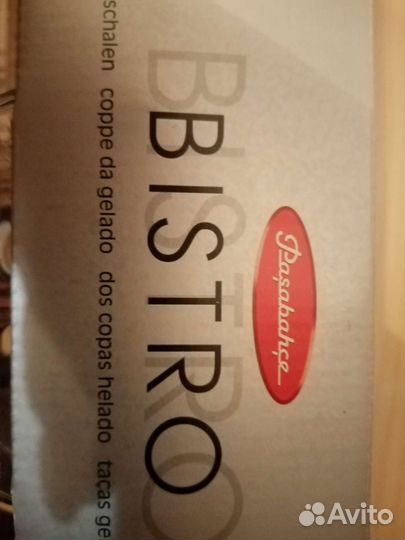 Paşabahçe
BISTRO
schalen coppe da gelado dos copas helado taças ge
Avito